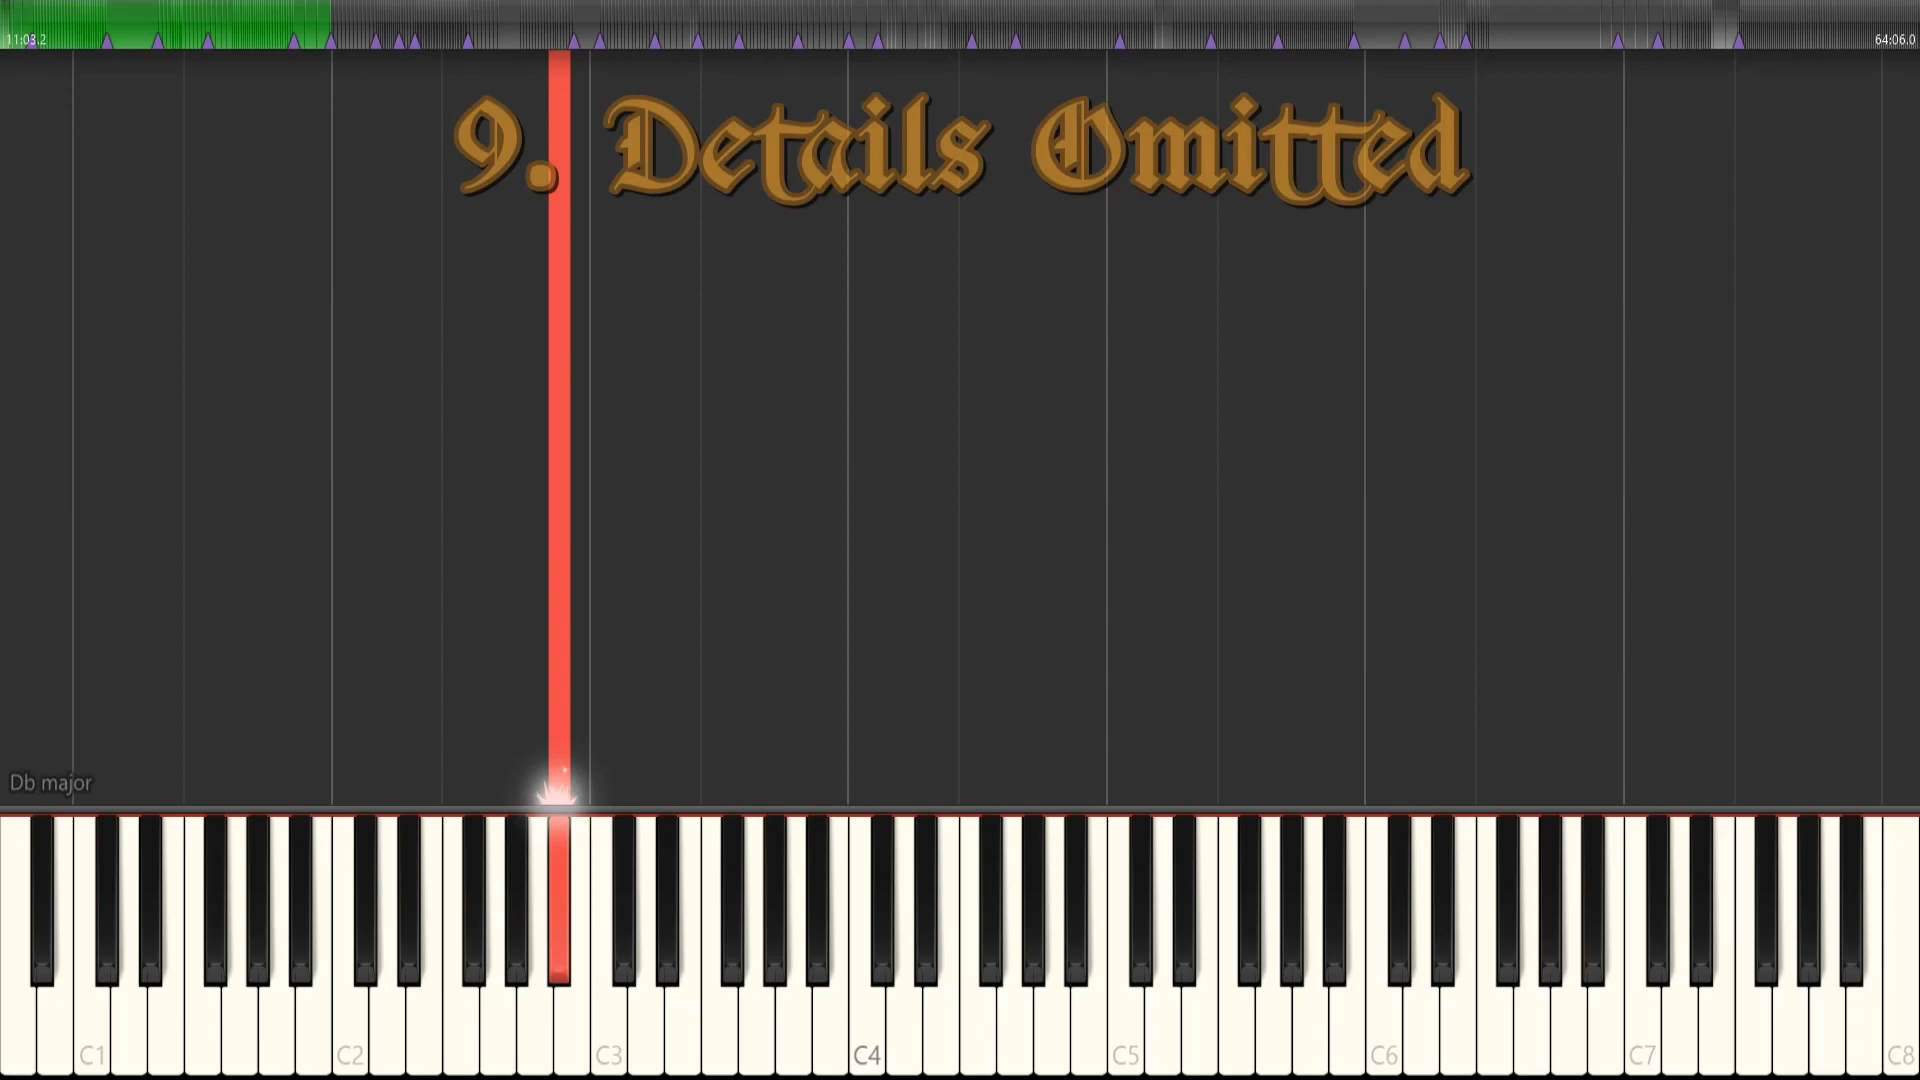 11:03.2
64:06.0
9. Details Omitted
Db major
C1 C2 C3 C4 C5 C6 C7 C8